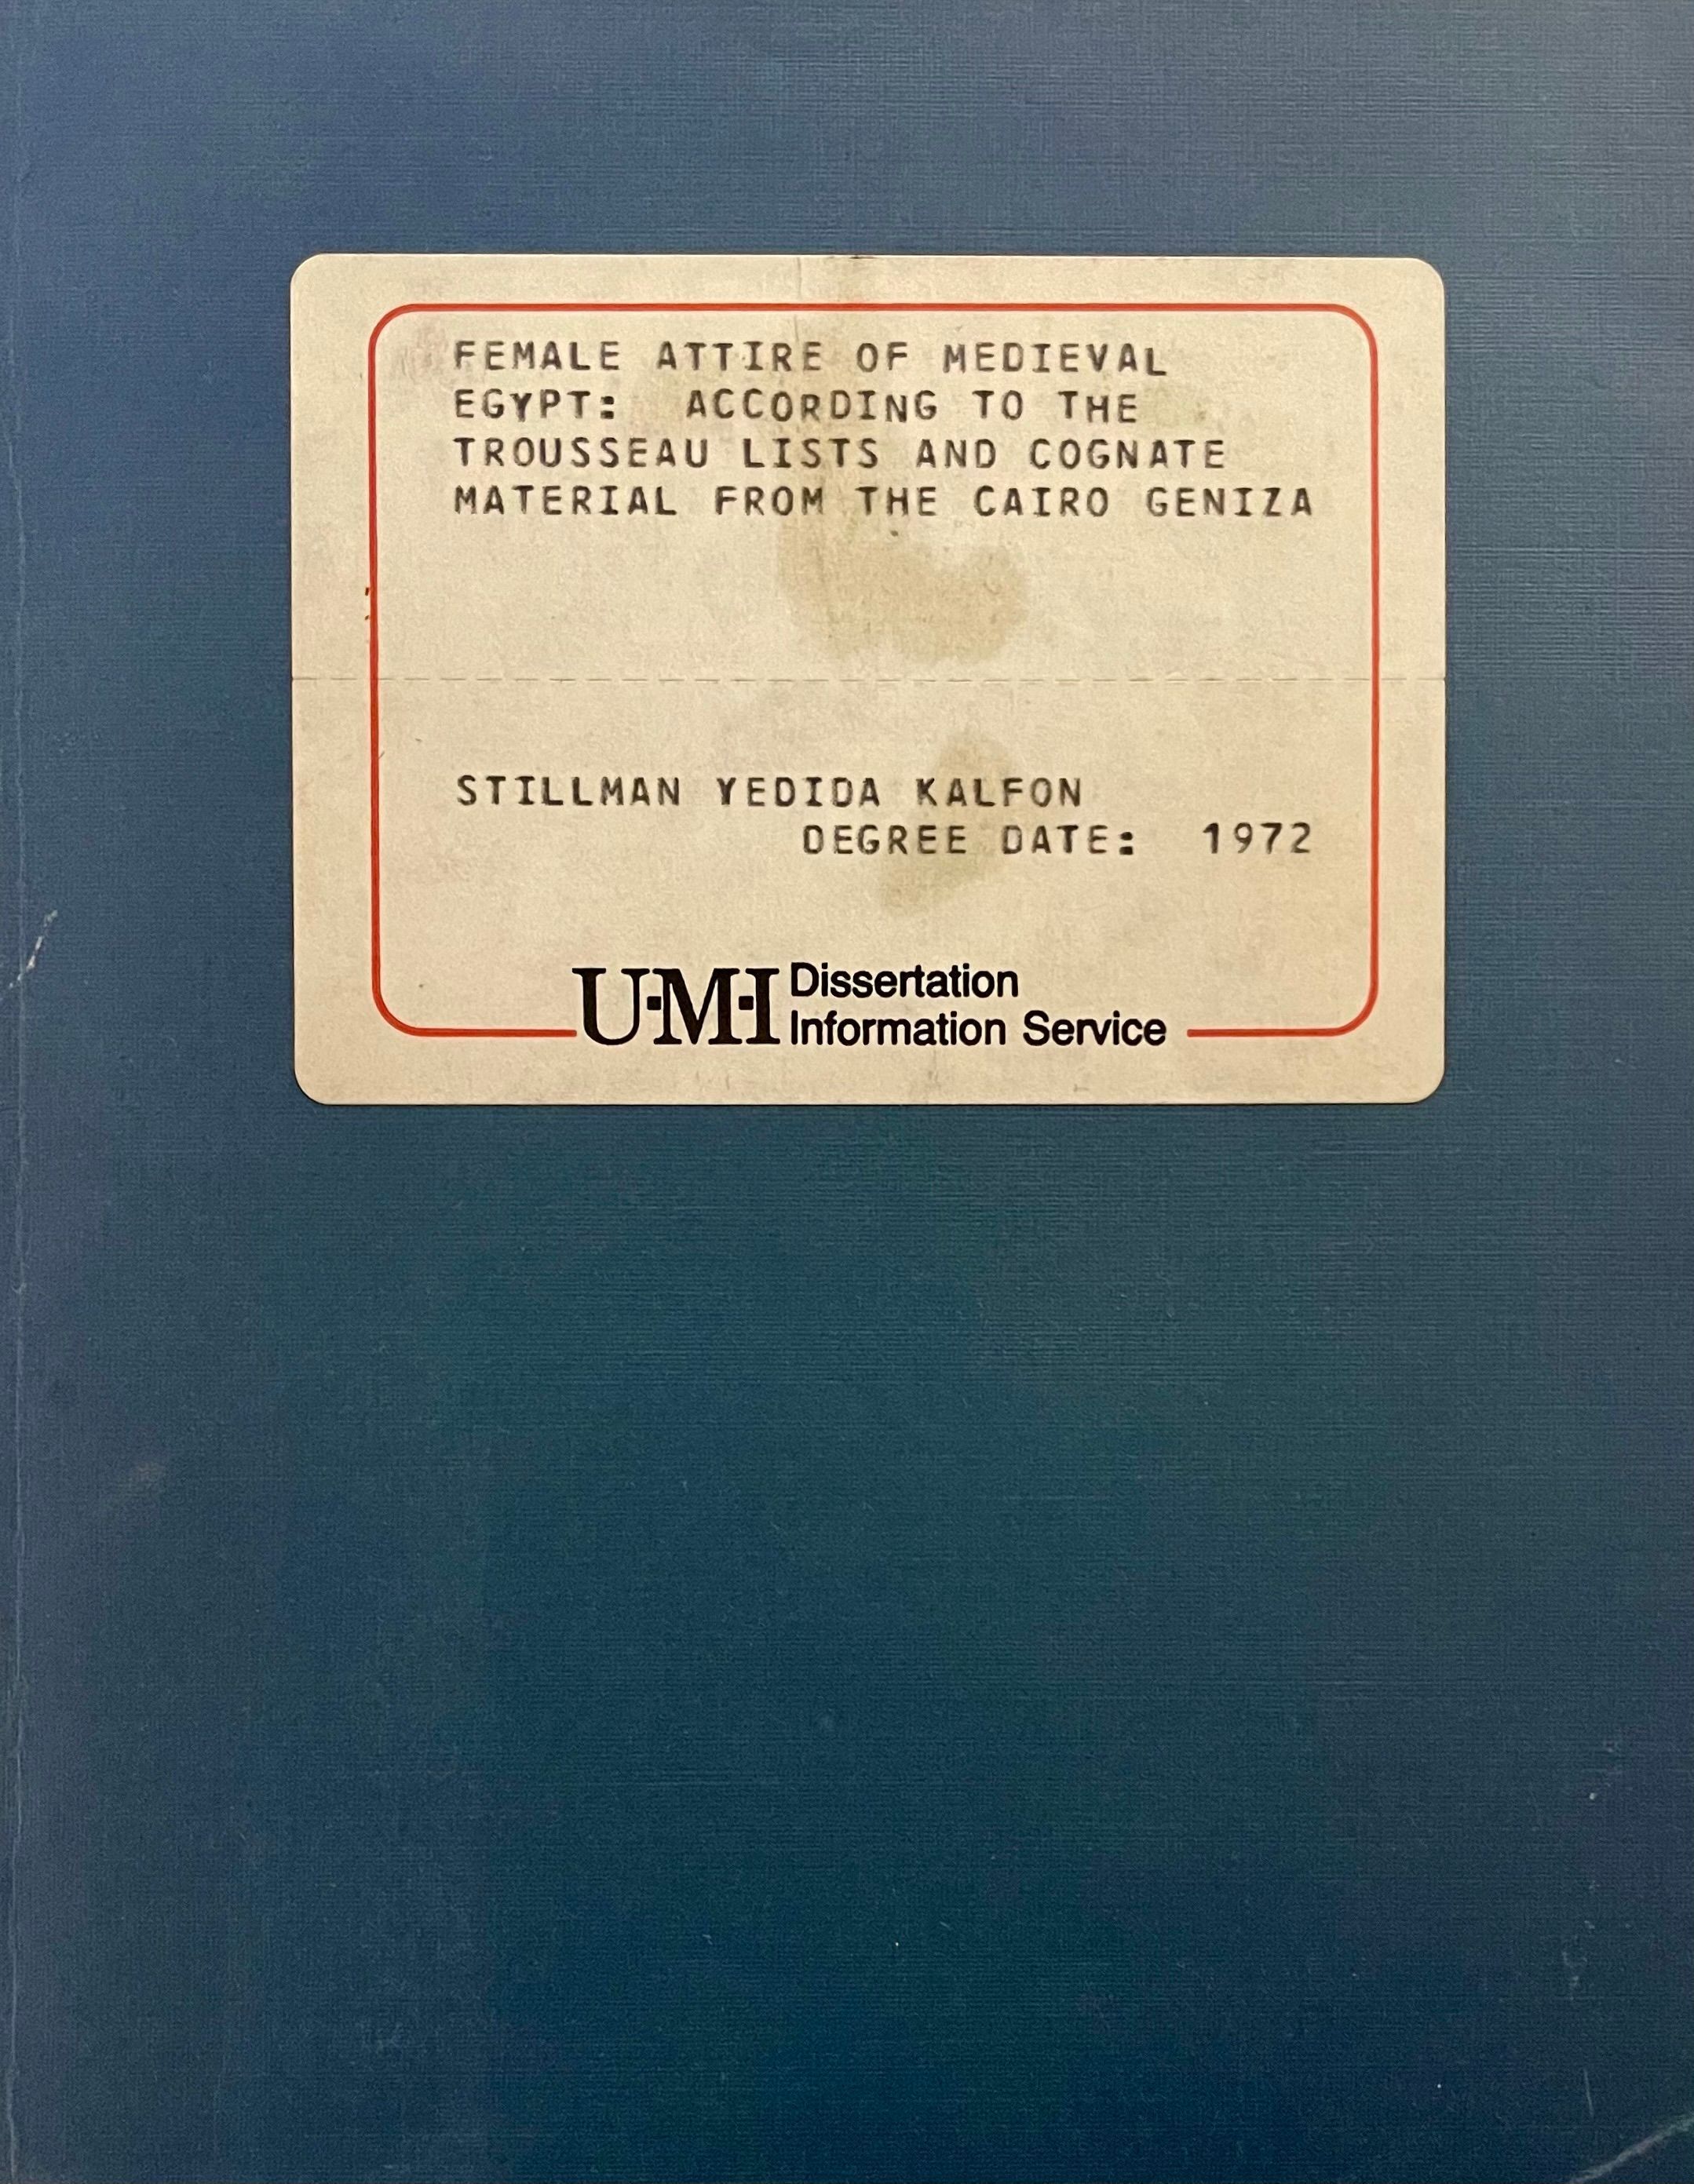 FEMALE ATTIRE OF MEDIEVAL
EGYPT: ACCORDING TO THE
TROUSSEAU LISTS AND COGNATE
MATERIAL FROM THE CAIRO GENIZA
STILLMAN YEDIDA KALFON
DEGREE DATE: 1972
U·M·I Dissertation
Information Service